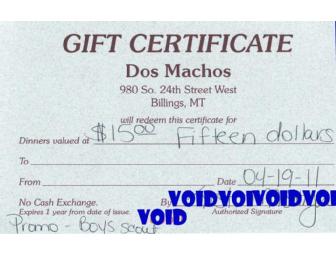 GIFT CERTIFICATE
Dos Machos
980 So. 24th Street West
Billings, MT
will redeem this certificate for
Dinners valued at $15.00 Fifteen dollars
To
From Date 04-19-11
No Cash Exchange. By VOIDVOIDVOIDVOI
Expires 1 year from date of issue. VOID Authorized Signature
Promo - Boys scout